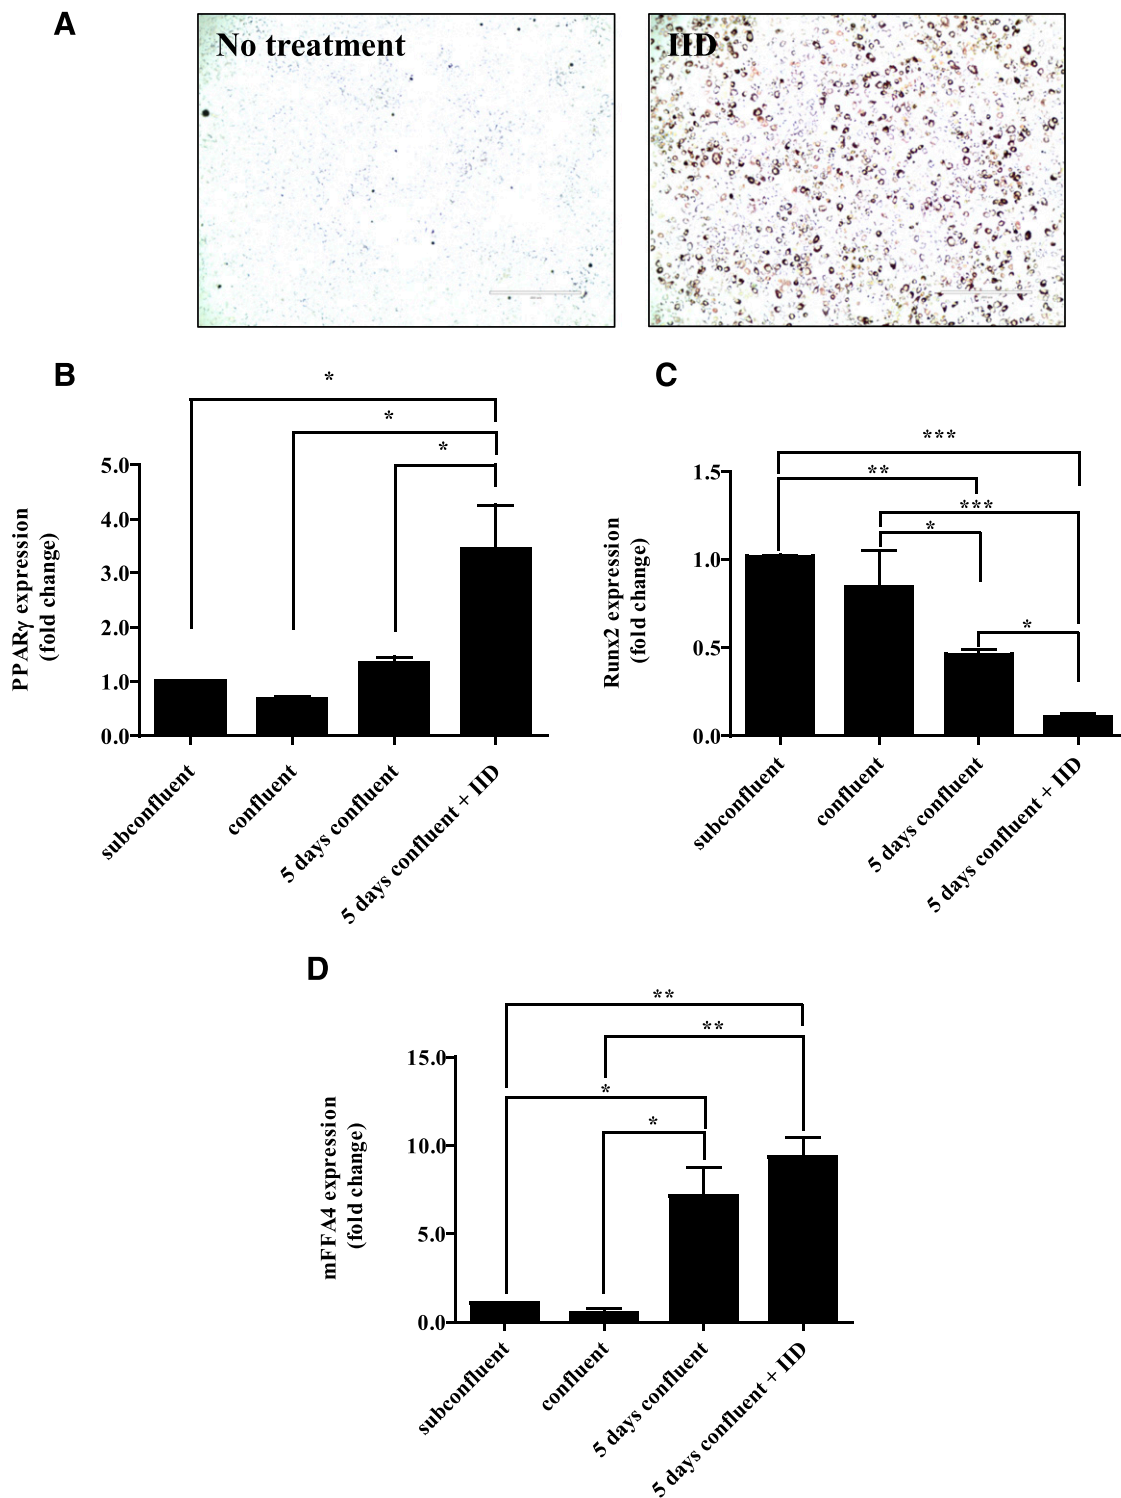 A
No treatment
IID
B
C
*
*
*
5.0
4.0
3.0
2.0
1.0
0.0
PPARγ expression
(fold change)
subconfluent
confluent
5 days confluent
5 days confluent + IID
***
**
***
*
*
1.5
1.0
0.5
0.0
Runx2 expression
(fold change)
subconfluent
confluent
5 days confluent
5 days confluent + IID
D
**
**
*
*
15.0
10.0
5.0
0.0
mFFA4 expression
(fold change)
subconfluent
confluent
5 days confluent
5 days confluent + IID